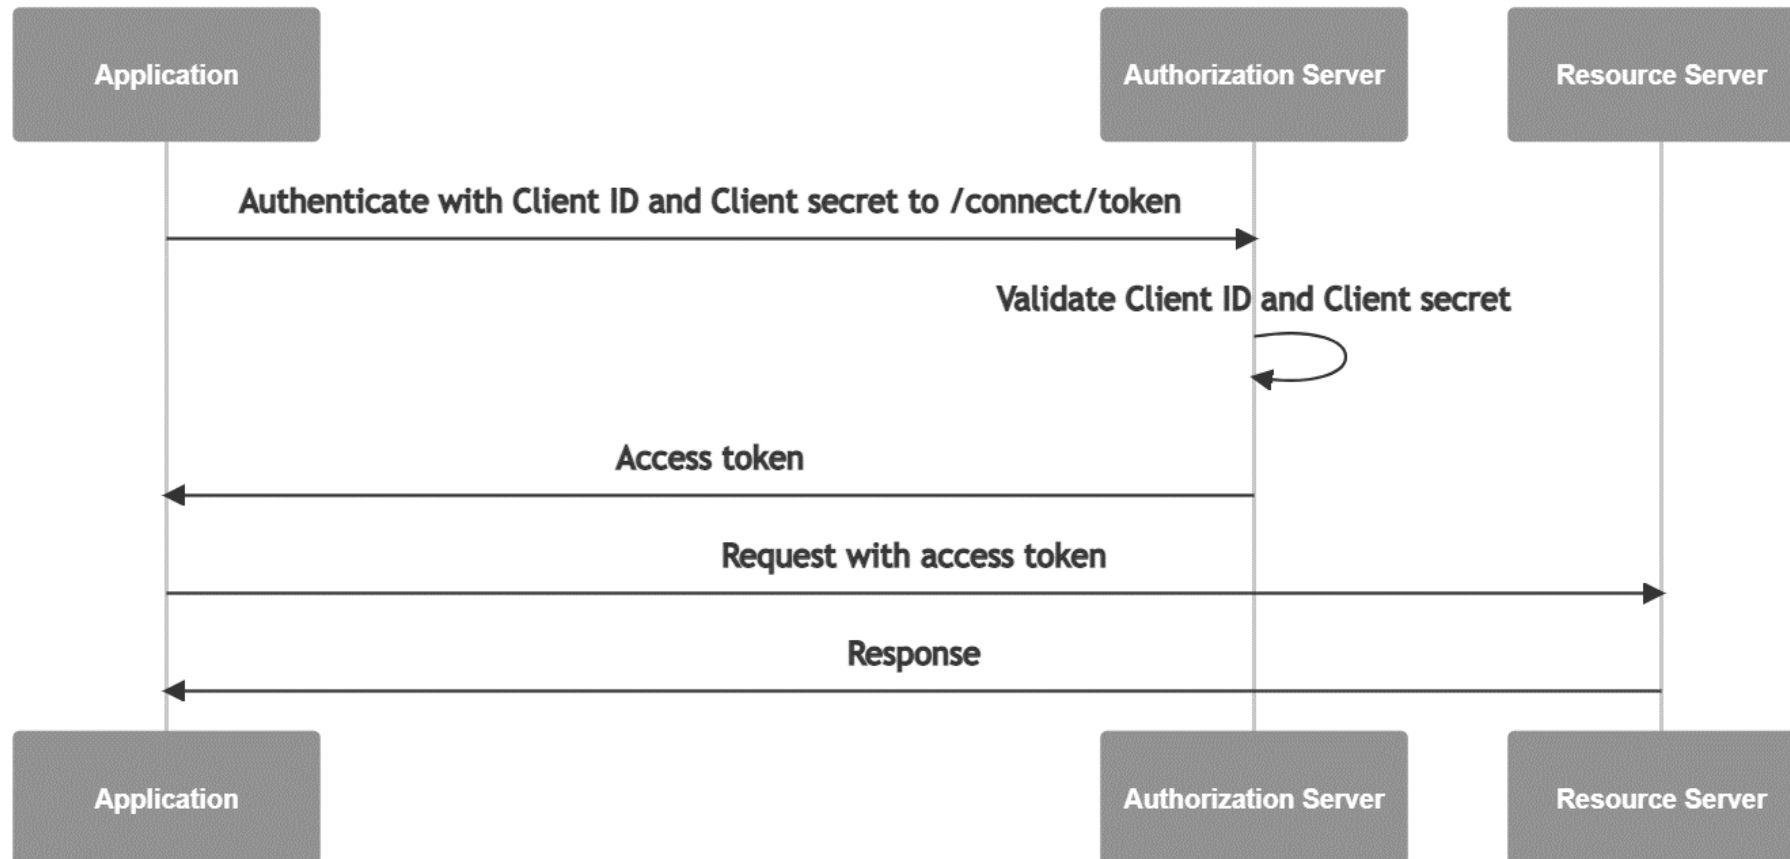 Application
Authorization Server
Resource Server
Authenticate with Client ID and Client secret to /connect/token
Validate Client ID and Client secret
Access token
Request with access token
Response
Application
Authorization Server
Resource Server